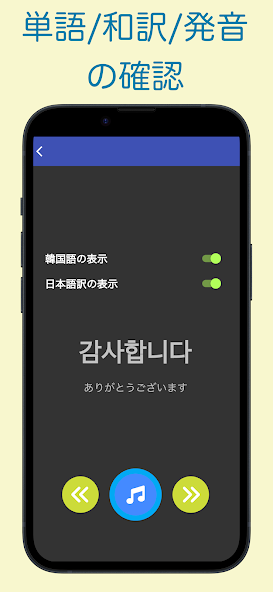 単語/和訳/発音
の確認
韓国語の表示
日本語訳の表示
감사합니다
ありがとうございます